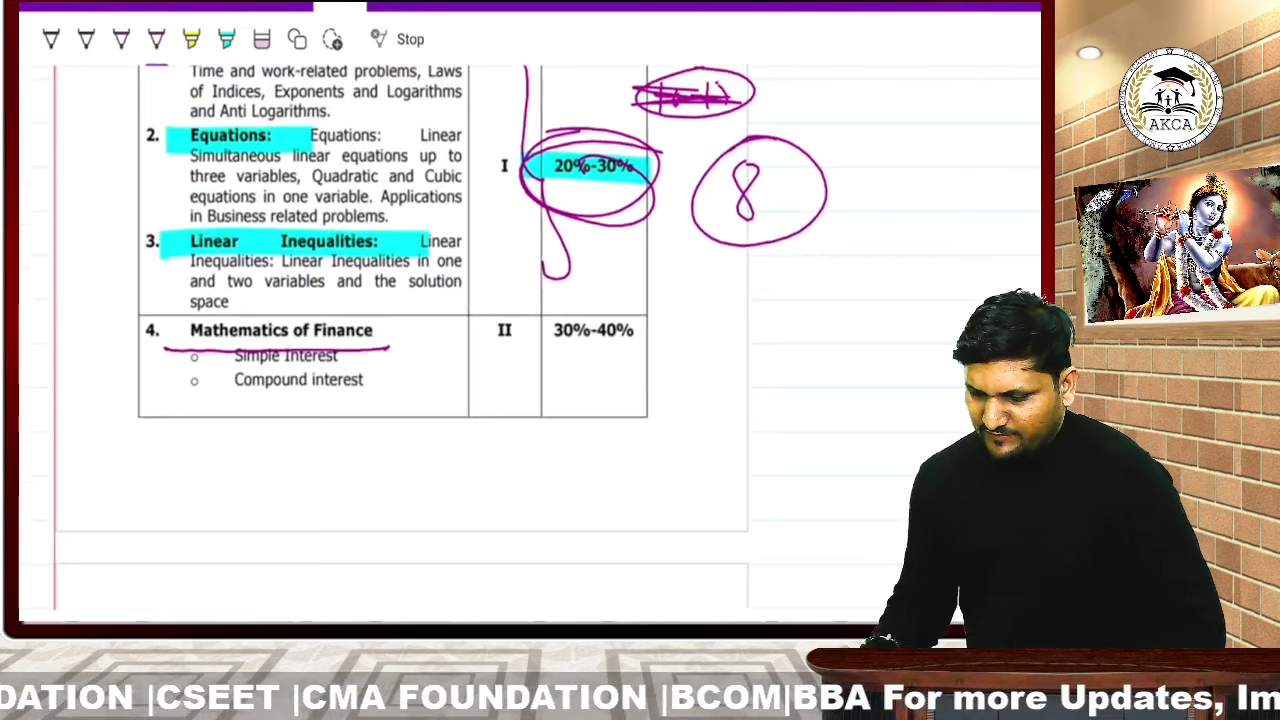 Stop
Time and work-related problems, Laws
of Indices, Exponents and Logarithms
and Anti Logarithms.
2. Equations: Equations: Linear
Simultaneous linear equations up to
three variables, Quadratic and Cubic
equations in one variable. Applications
in Business related problems.
I 20%-30%
8
3. Linear Inequalities: Linear
Inequalities: Linear Inequalities in one
and two variables and the solution
space
4. Mathematics of Finance II 30%-40%
o Simple Interest
o Compound interest
AKCA
DATION |CSEET |CMA FOUNDATION |BCOM|BBA For more Updates, Im